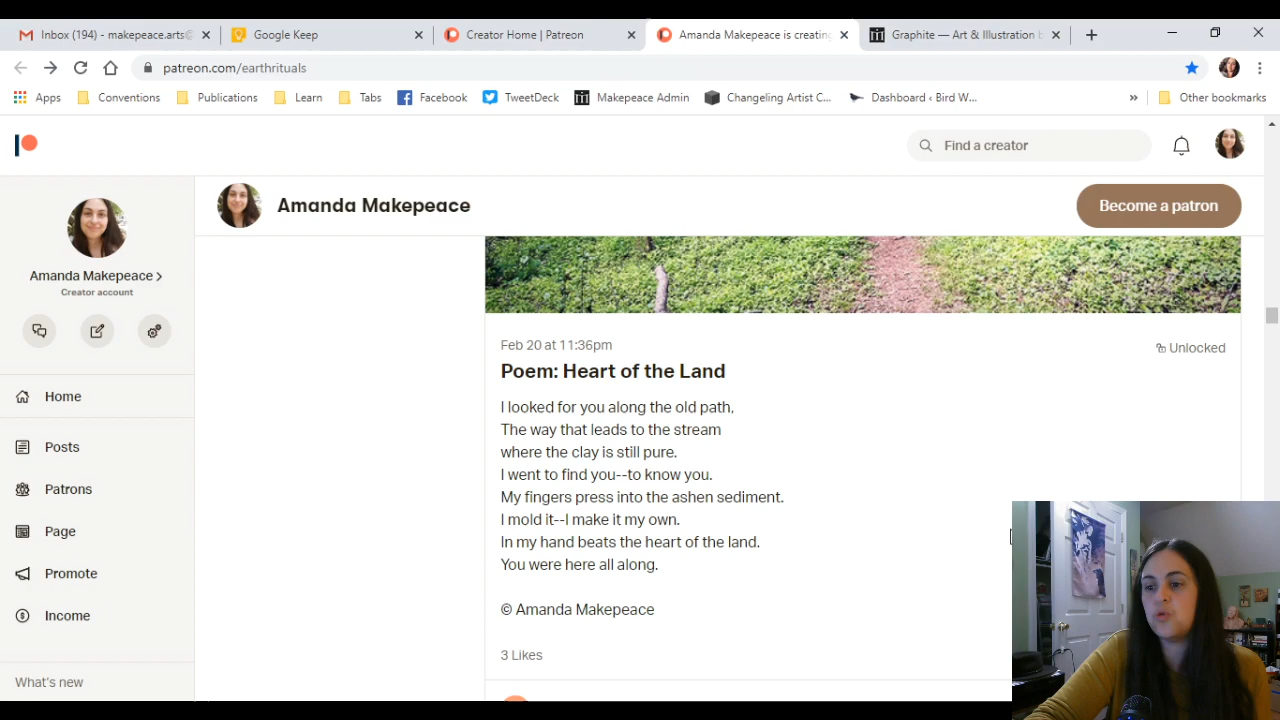 Inbox (194) - makepeace.arts@
Google Keep
Creator Home | Patreon
Amanda Makepeace is creating
Graphite — Art & Illustration b
patreon.com/earthrituals
Apps
Conventions
Publications
Learn
Tabs
Facebook
TweetDeck
Makepeace Admin
Changeling Artist C...
Dashboard ‹ Bird W...
»
Other bookmarks
Find a creator
Amanda Makepeace
Become a patron
Amanda Makepeace >
Creator account
Home
Posts
Patrons
Page
Promote
Income
What's new
Feb 20 at 11:36pm
Unlocked
Poem: Heart of the Land
I looked for you along the old path,
The way that leads to the stream
where the clay is still pure.
I went to find you--to know you.
My fingers press into the ashen sediment.
I mold it--I make it my own.
In my hand beats the heart of the land.
You were here all along.
© Amanda Makepeace
3 Likes